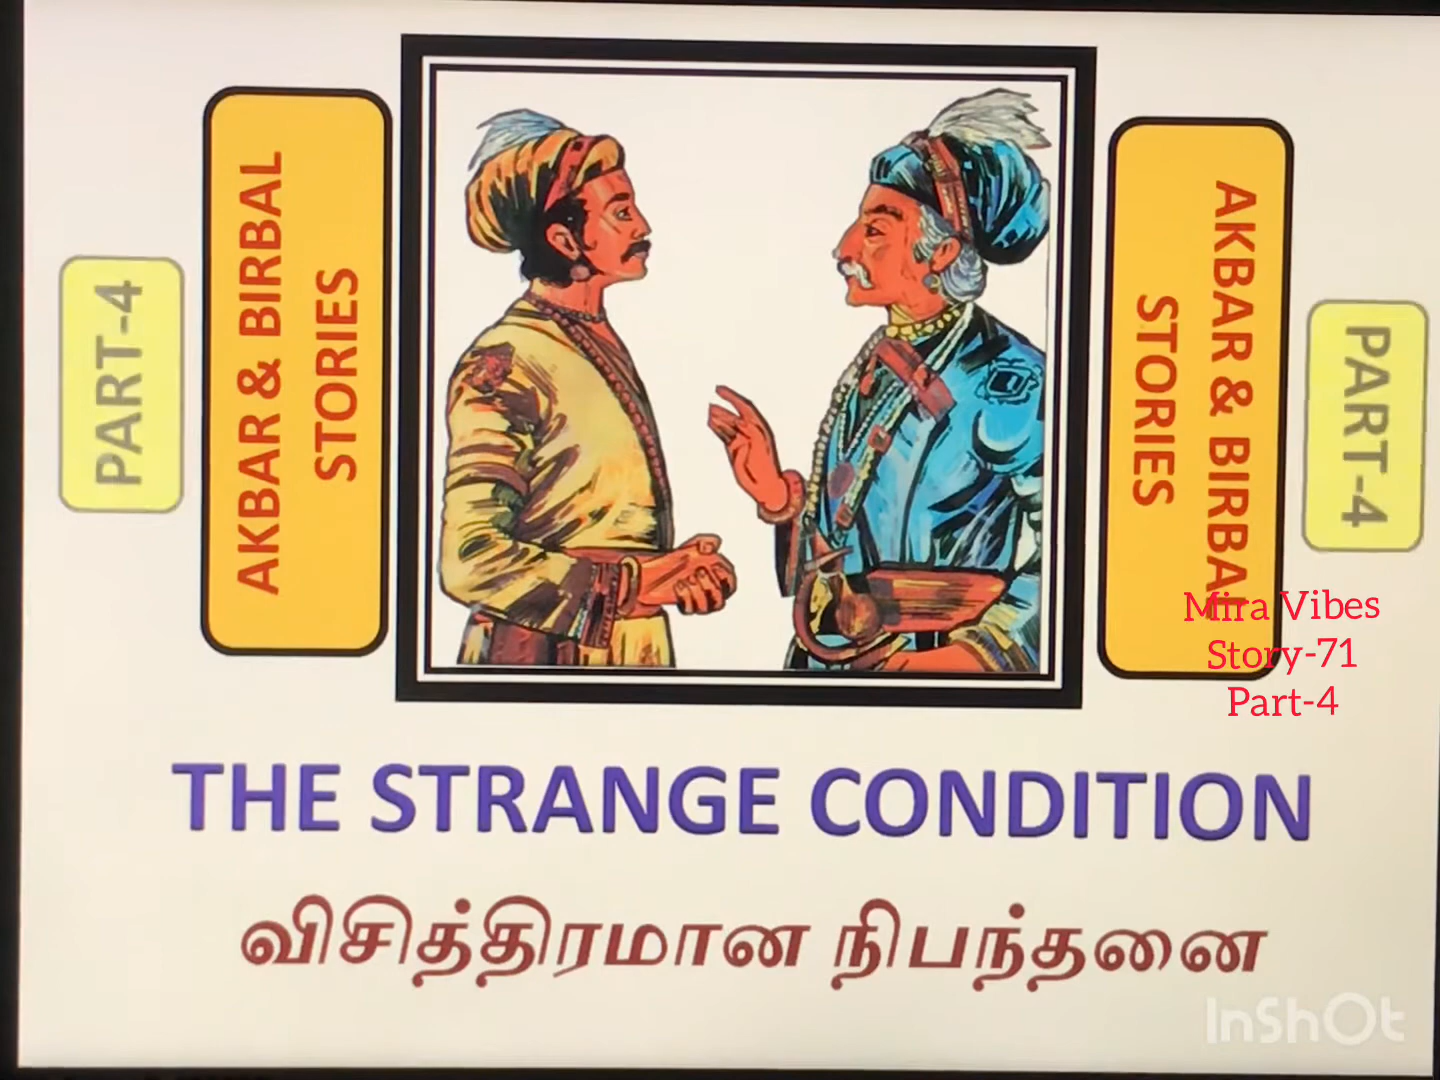 PART-4
AKBAR & BIRBAL
STORIES
AKBAR & BIRBAL
STORIES
PART-4
Mira Vibes
Story-71
Part-4
THE STRANGE CONDITION
விசித்திரமான நிபந்தனை
InShOt